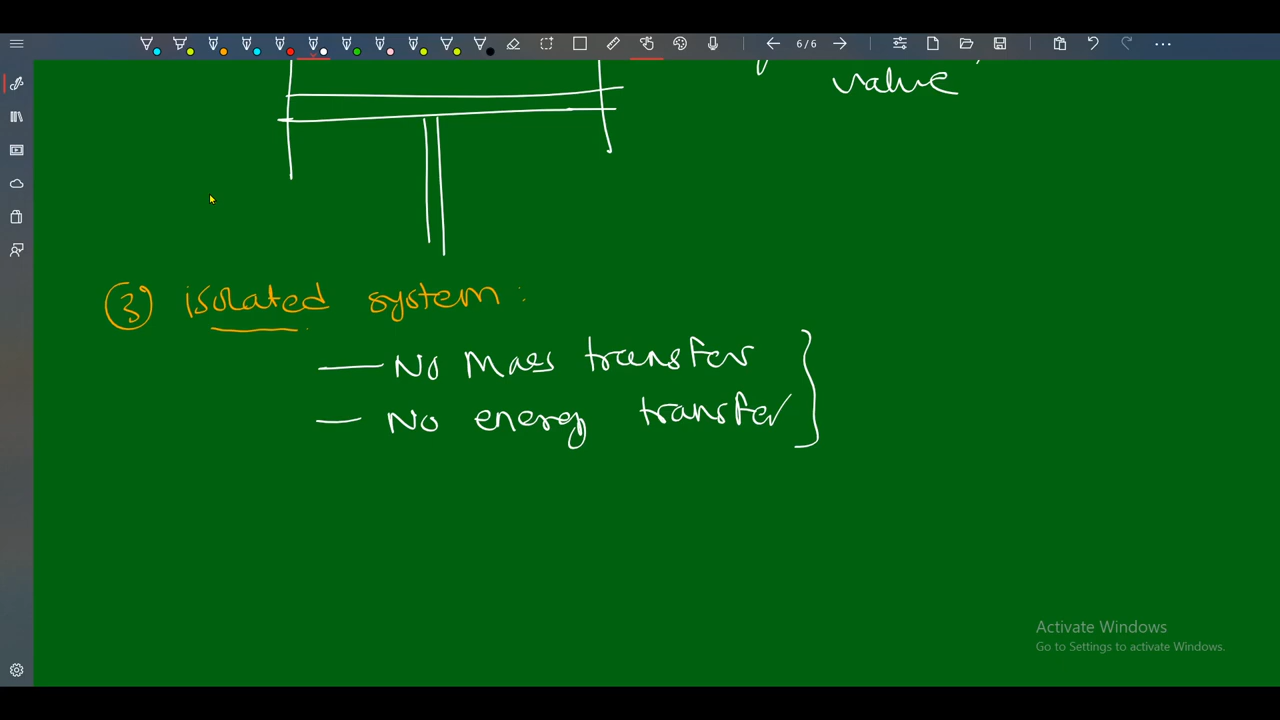 6/6
value
③ isolated system:
— No Mass transfer
— No energy transfer
Activate Windows
Go to Settings to activate Windows.